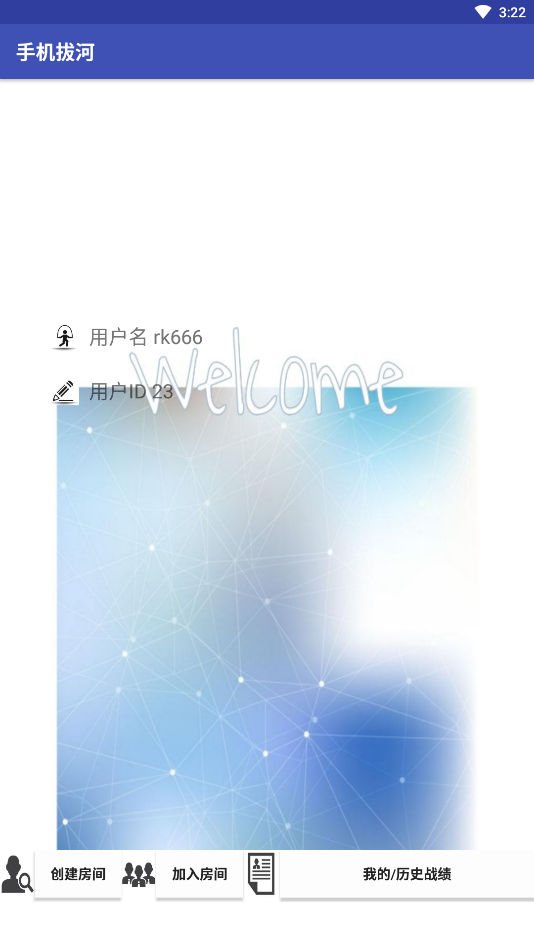 3:22
手机拔河
用户名 rk666
Welcome
用户ID 23
创建房间 加入房间 我的/历史战绩